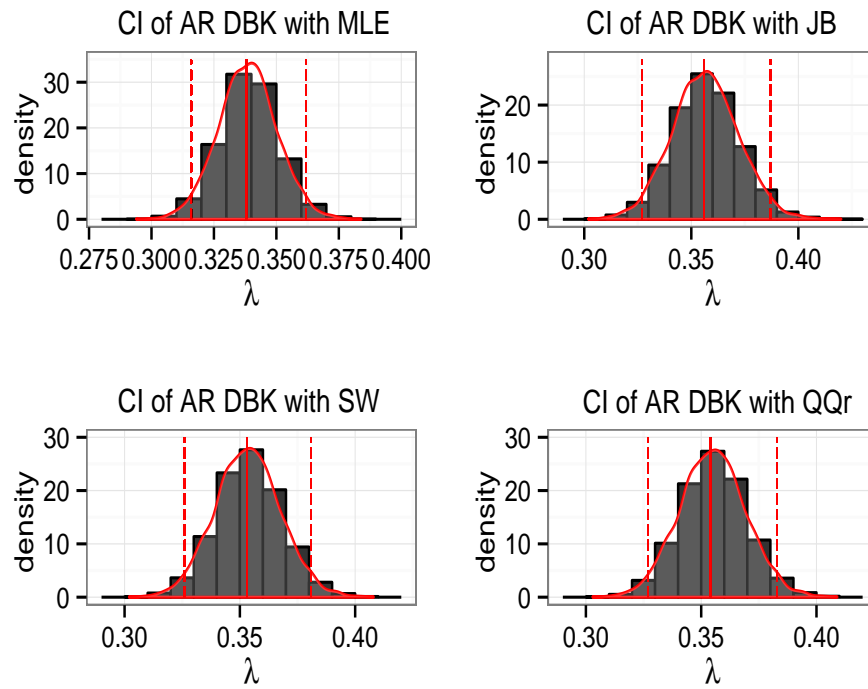 CI of AR DBK with MLE
density
30
20
10
0
0.275 0.300 0.325 0.350 0.375 0.400
λ
CI of AR DBK with JB
density
20
10
0
0.30 0.35 0.40
λ
CI of AR DBK with SW
density
30
20
10
0
0.30 0.35 0.40
λ
CI of AR DBK with QQr
density
30
20
10
0
0.30 0.35 0.40
λ